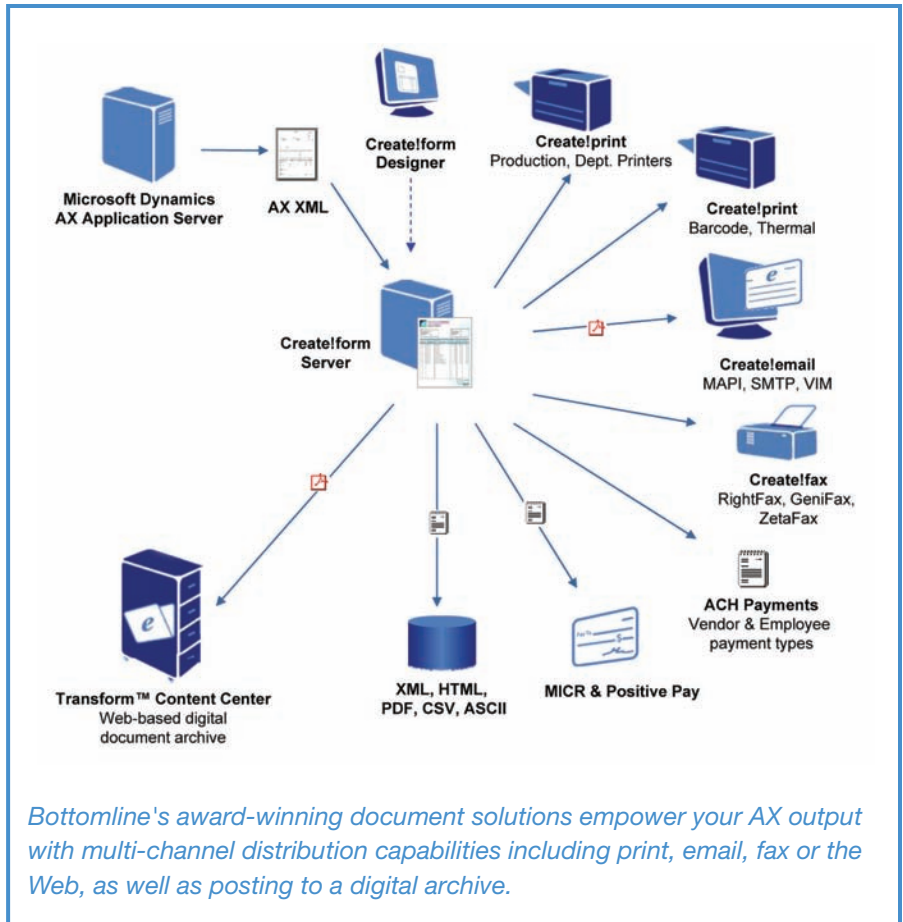 Create!form
Designer
Create!print
Production, Dept. Printers
Microsoft Dynamics
AX Application Server
AX XML
Create!print
Barcode, Thermal
Create!form
Server
Create!email
MAPI, SMTP, VIM
Create!fax
RightFax, GeniFax,
ZetaFax
ACH Payments
Vendor & Employee
payment types
Transform™ Content Center
Web-based digital
document archive
XML, HTML,
PDF, CSV, ASCII
Pay To
$
MICR & Positive Pay
e
e
Bottomline's award-winning document solutions empower your AX output
with multi-channel distribution capabilities including print, email, fax or the
Web, as well as posting to a digital archive.